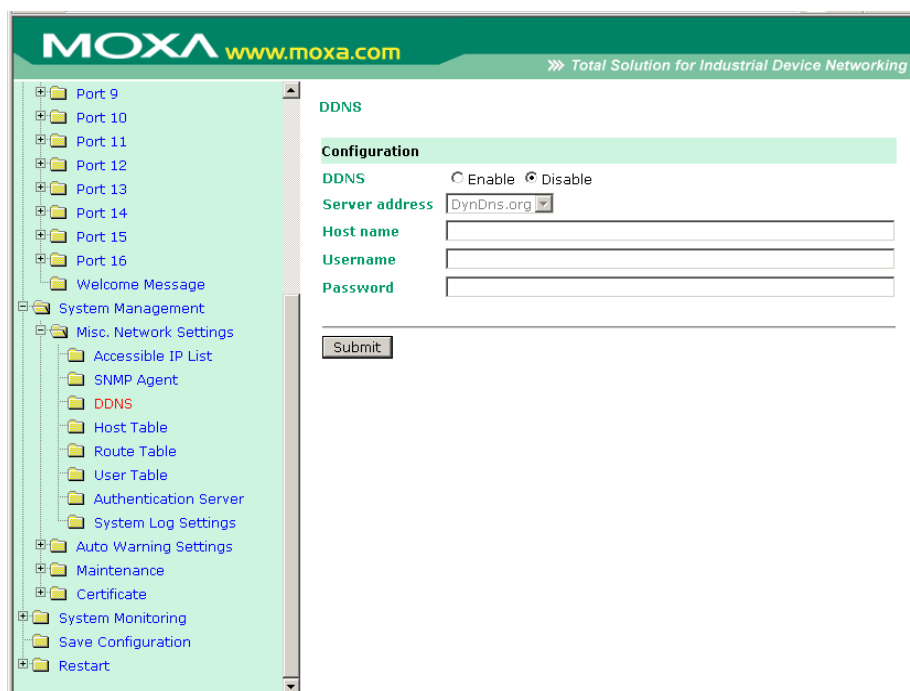 MOXA www.moxa.com
Total Solution for Industrial Device Networking
Port 9
Port 10
Port 11
Port 12
Port 13
Port 14
Port 15
Port 16
Welcome Message
System Management
Misc. Network Settings
Accessible IP List
SNMP Agent
DDNS
Host Table
Route Table
User Table
Authentication Server
System Log Settings
Auto Warning Settings
Maintenance
Certificate
System Monitoring
Save Configuration
Restart
DDNS
Configuration
DDNS Enable Disable
Server address DynDns.org
Host name
Username
Password
Submit